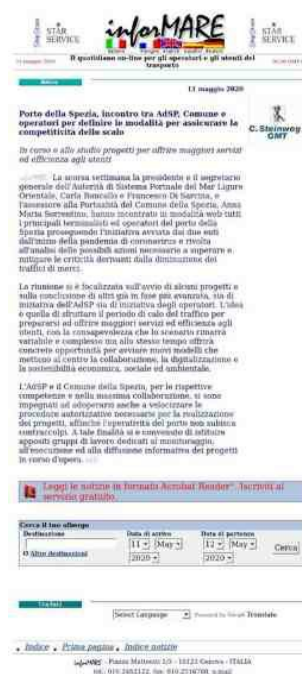 STAR
SERVICE
inforMARE
STAR
SERVICE
Il quotidiano on-line per gli operatori e gli utenti del
trasporto
11 maggio 2020
Porto della Spezia, incontro tra AdSP, Comune e
operatori per definire le modalità per assicurare la
competitività dello scalo
C.Steinweg
GMT
In corso e allo studio progetti per offrire maggiori servizi
ed efficienza agli utenti
La scorsa settimana la presidente e il segretario
generale dell'Autorità di Sistema Portuale del Mar Ligure
Orientale, Carla Roncallo e Francesco Di Sarcina, e
l'assessore alla Portualità del Comune della Spezia, Anna
Maria Sorrentino, hanno incontrato in modalità web tutti
i principali terminalisti ed operatori del porto della
Spezia proseguendo l'iniziativa avviata dai due enti
dall'inizio della pandemia di coronavirus e rivolta
all'analisi delle possibili azioni necessarie a superare e
mitigare le criticità derivanti dalla diminuzione dei
traffici di merci.
La riunione si è focalizzata sull'avvio di alcuni progetti e
sulla conclusione di altri già in fase più avanzata, sia di
iniziativa dell'AdSP sia di iniziativa degli operatori. L'idea
è quella di sfruttare il periodo di calo del traffico per
prepararsi ad offrire maggiori servizi ed efficienza agli
utenti, con la consapevolezza che lo scenario rimarrà
variabile e complesso ma allo stesso tempo offrirà
concrete opportunità per avviare nuovi modelli che
mettano al centro la collaborazione, la digitalizzazione e
la sostenibilità economica, sociale ed ambientale.
L'AdSP e il Comune della Spezia, per le rispettive
competenze e nella massima collaborazione, si sono
impegnati ad adoperarsi anche a velocizzare le
procedure autorizzative necessarie per la realizzazione
dei progetti, affinché l'operatività del porto non subisca
contraccolpi. A tale finalità si è convenuto di istituire
appositi gruppi di lavoro dedicati al monitoraggio,
all'esecuzione ed alla diffusione informativa dei progetti
in corso d'opera.
Leggi le notizie in formato Acrobat Reader®. Iscriviti al
servizio gratuito.
Cerca il tuo albergo
Destinazione
Data di arrivo
Data di partenza
11 May
12 May
Cerca
Altre destinazioni
2020
2020
Select Language
Powered by Google Translate
Indice Prima pagina Indice notizie
inforMARE - Piazza Matteotti 1/3 - 16123 Genova - ITALIA
tel.: 010.2462122, fax: 010.2516768, e-mail